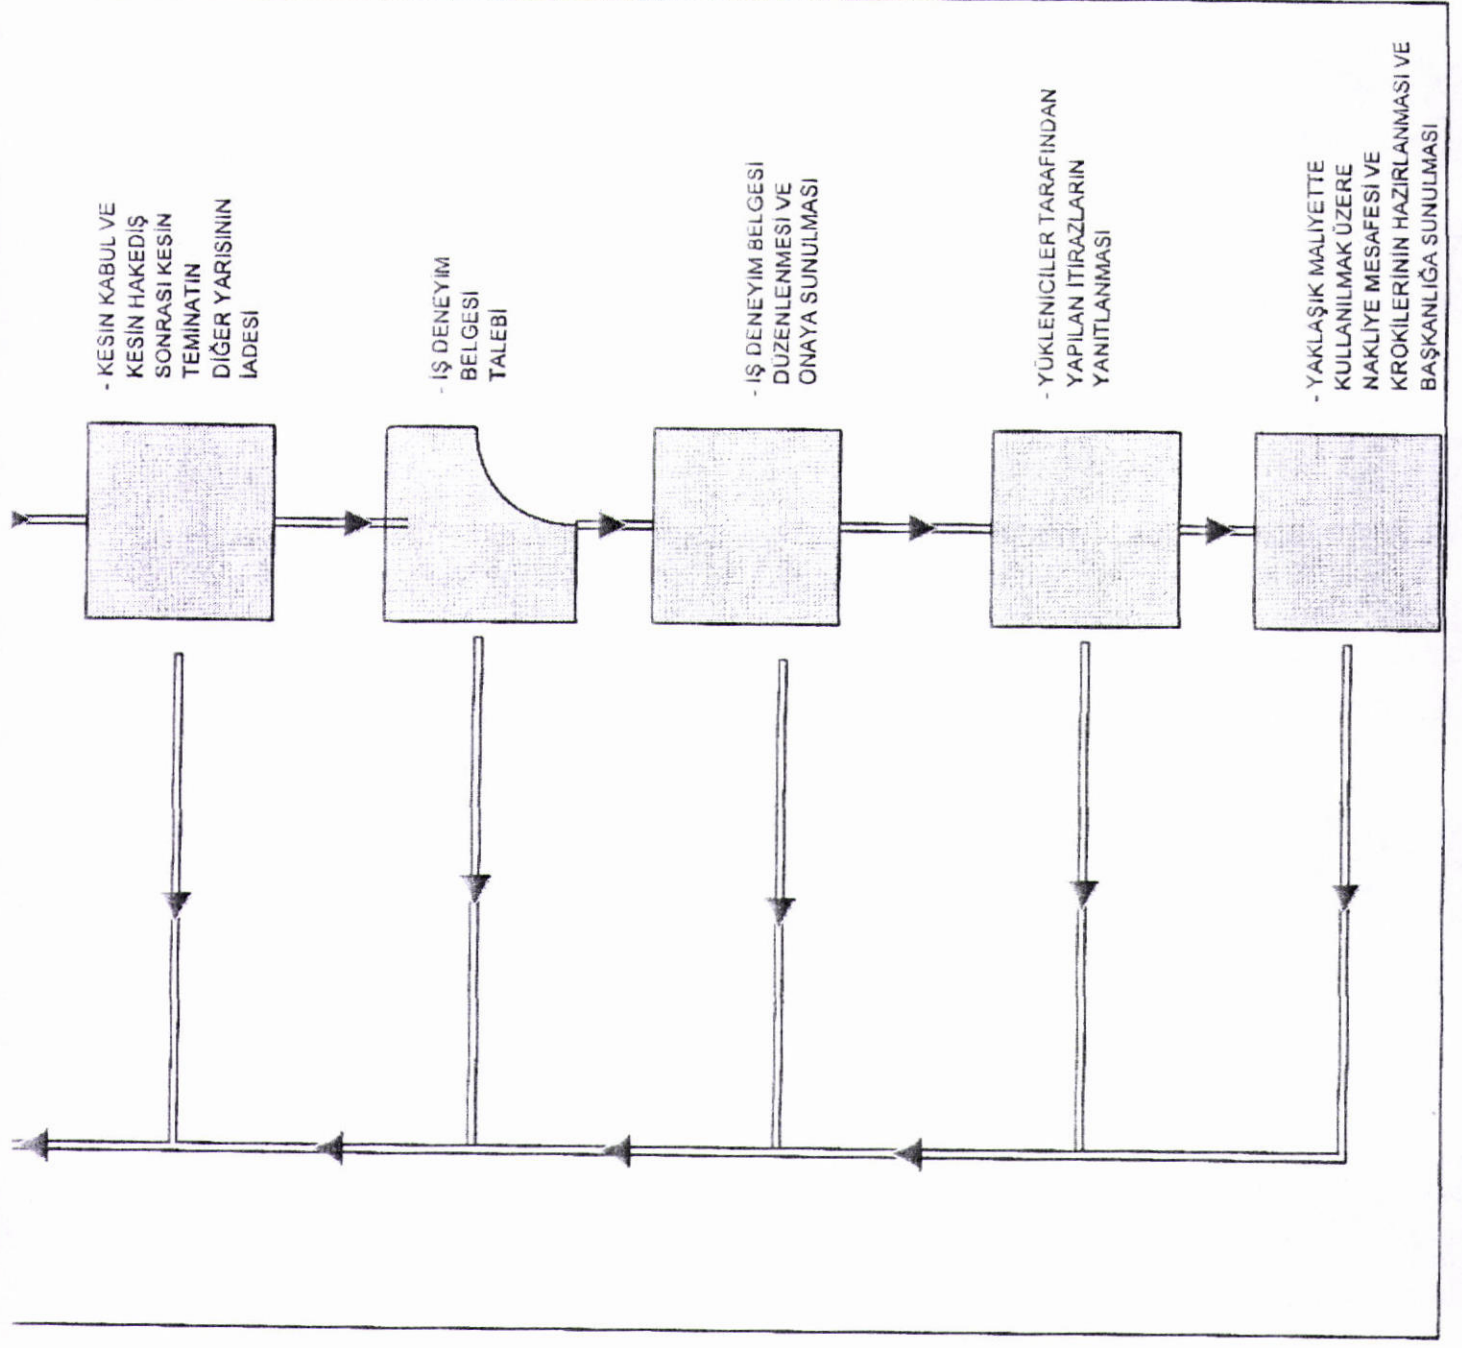 - KESİN KABUL VE
KESİN HAKEDİŞ
SONRASI KESİN
TEMİNATIN
DİĞER YARISININ
İADESİ
- İŞ DENEYİM
BELGESİ
TALEBİ
- İŞ DENEYİM BELGESİ
DÜZENLENMESİ VE
ONAYA SUNULMASI
- YÜKLENİCİLER TARAFINDAN
YAPILAN İTİRAZLARIN
YANITLANMASI
- YAKLAŞIK MALİYETTE
KULLANILMAK ÜZERE
NAKLİYE MESAFESİ VE
KROKİLERİNİN HAZIRLANMASI VE
BAŞKANLIĞA SUNULMASI